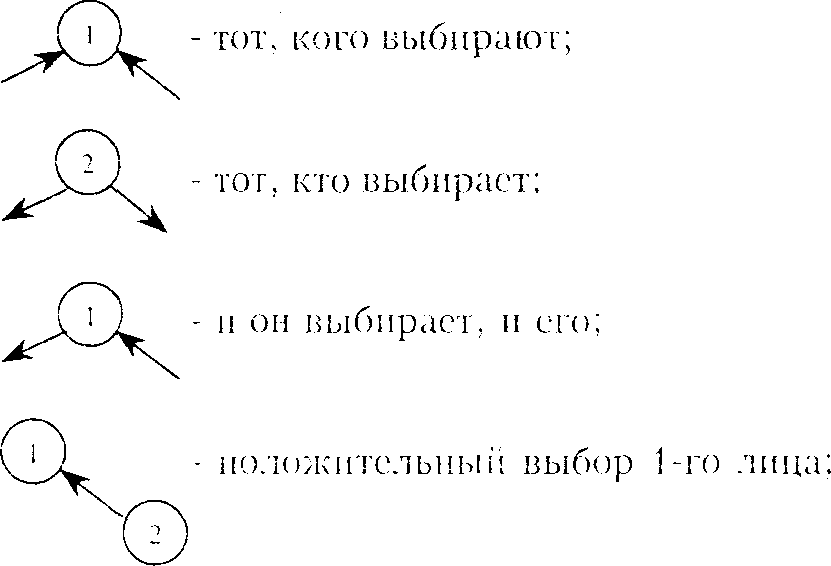 1 - тот, кого выбирают;
2 - тот, кто выбирает;
1 - и он выбирает, и его;
1 - положительный выбор 1-го лица;
2